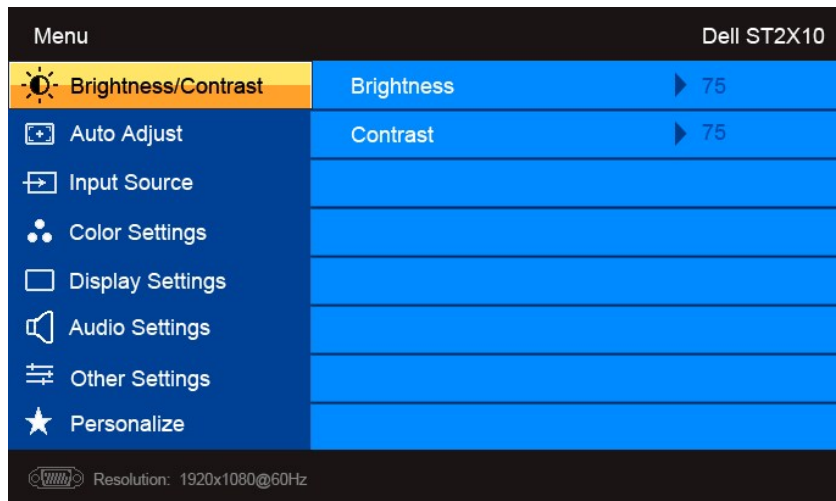 Menu Dell ST2X10
Brightness/Contrast Brightness 75
Auto Adjust Contrast 75
Input Source
Color Settings
Display Settings
Audio Settings
Other Settings
Personalize
Resolution: 1920x1080@60Hz